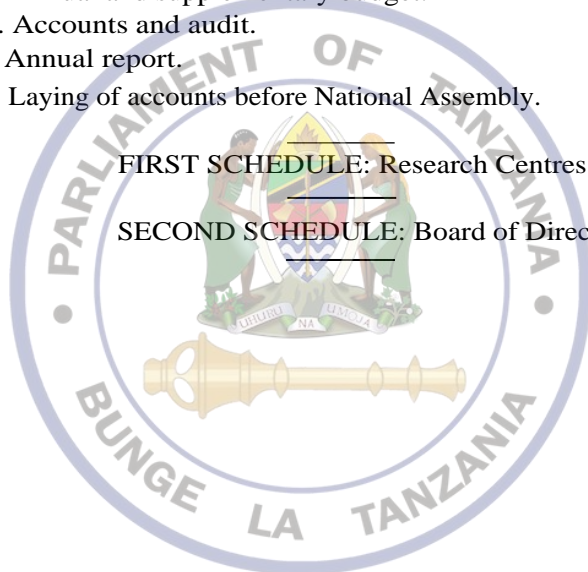 . Accounts and audit.
Annual report.
Laying of accounts before National Assembly.
FIRST SCHEDULE: Research Centres
SECOND SCHEDULE: Board of Direc
PARLIAMENT OF TANZANIA
UHURU NA UMOJA
BUNGE LA TANZANIA